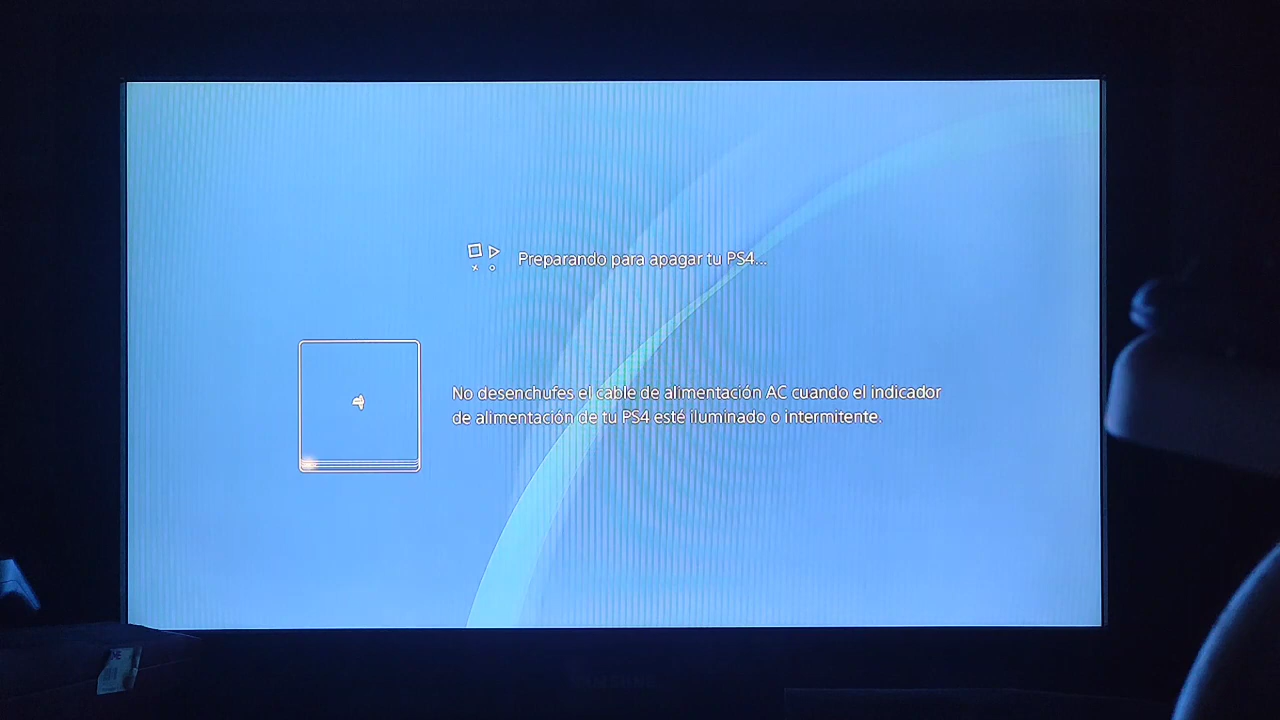 Preparando para apagar tu PS4...
No desenchufes el cable de alimentación AC cuando el indicador
de alimentación de tu PS4 esté iluminado o intermitente.
SAMSUNG